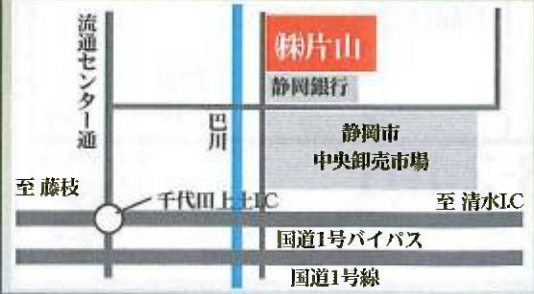 流通センター通
㈱片山
静岡銀行
巴川
静岡市
中央卸売市場
至 藤枝
千代田上土I.C
至 清水I.C
国道1号バイパス
国道1号線